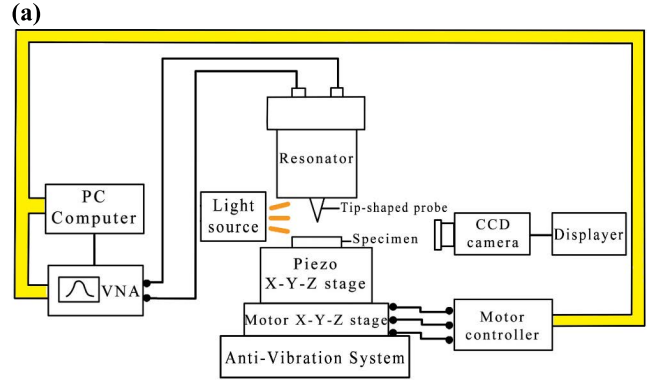 (a)
Resonator
PC
Computer
Light
source
Tip-shaped probe
Specimen
CCD
camera
Displayer
VNA
Piezo
X-Y-Z stage
Motor X-Y-Z stage
Motor
controller
Anti-Vibration System